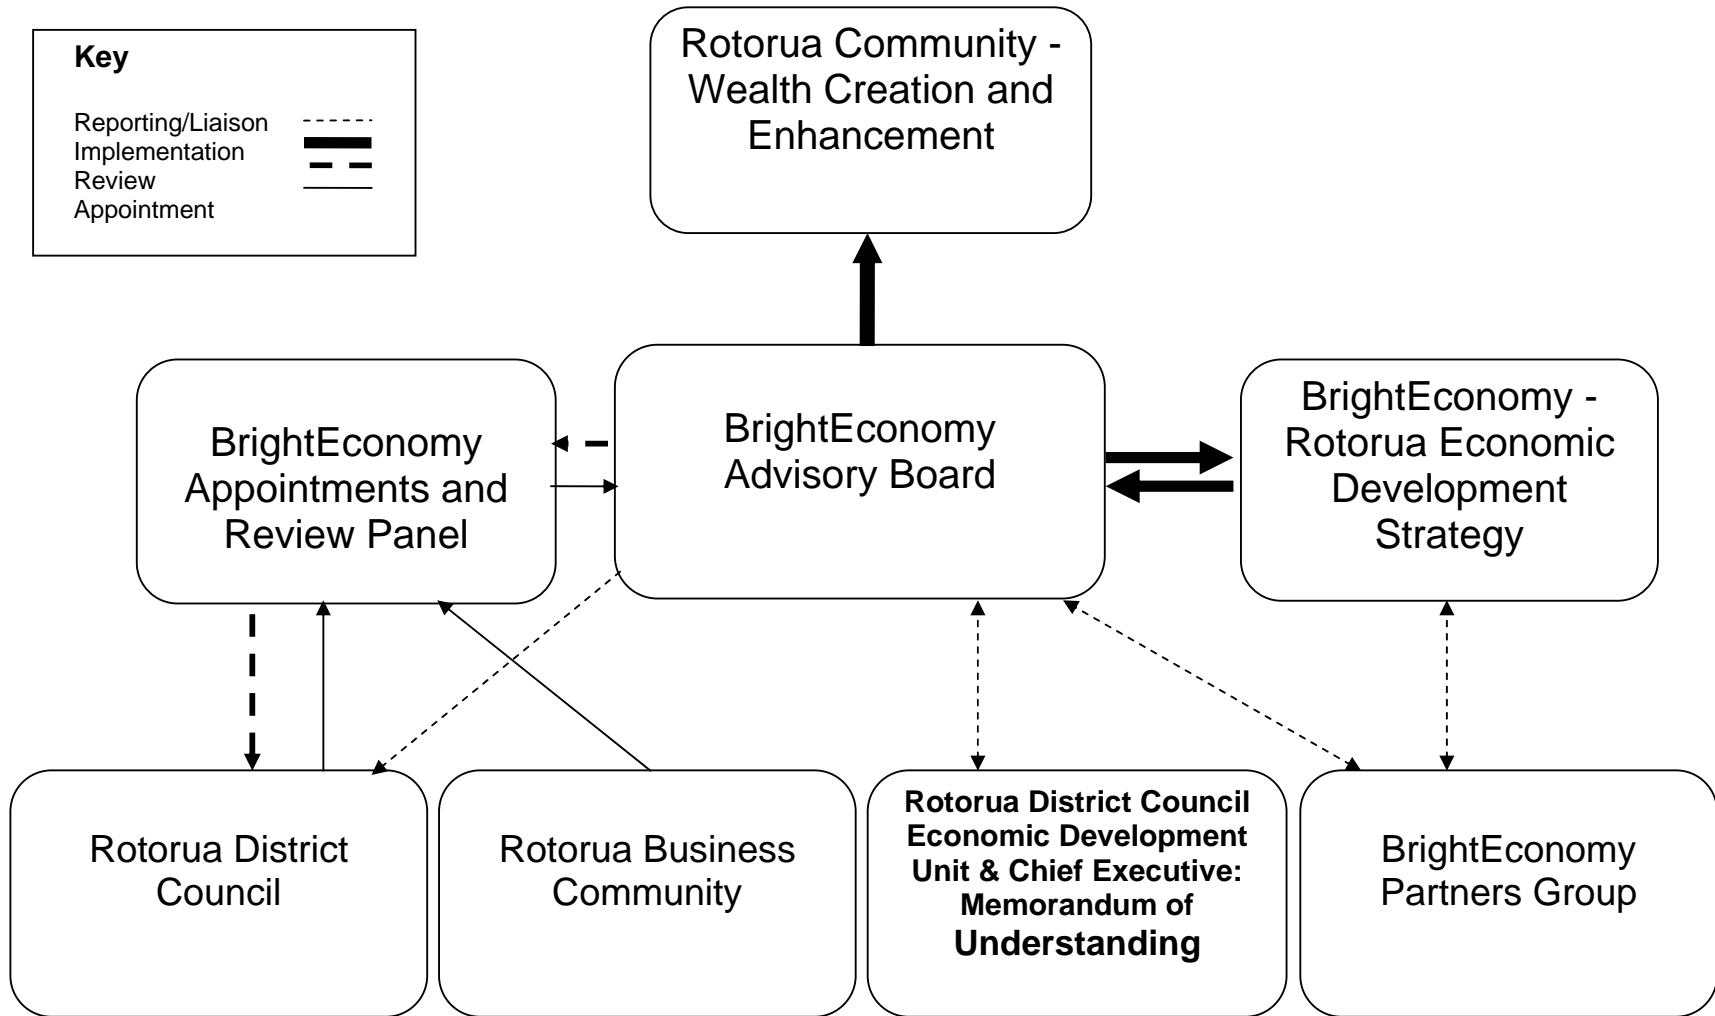 Key
Reporting/Liaison
Implementation
Review
Appointment
Rotorua Community -
Wealth Creation and
Enhancement
BrightEconomy
Appointments and
Review Panel
BrightEconomy
Advisory Board
BrightEconomy -
Rotorua Economic
Development
Strategy
Rotorua District
Council
Rotorua Business
Community
Rotorua District Council
Economic Development
Unit & Chief Executive:
Memorandum of
Understanding
BrightEconomy
Partners Group